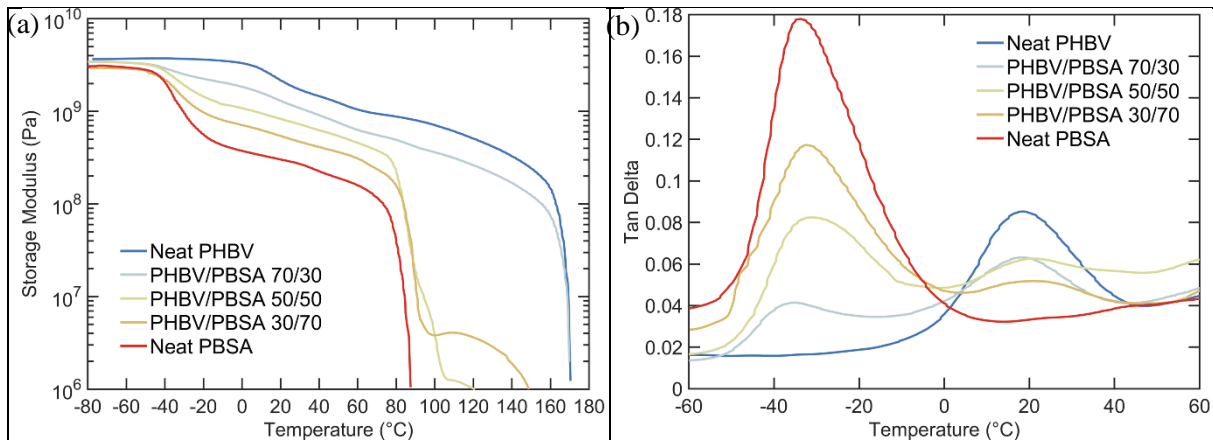 (a)
10^10
10^9
10^8
10^7
10^6
Storage Modulus (Pa)
Neat PHBV
PHBV/PBSA 70/30
PHBV/PBSA 50/50
PHBV/PBSA 30/70
Neat PBSA
-80 -60 -40 -20 0 20 40 60 80 100 120 140 160 180
Temperature (°C)
(b)
0.18
0.16
0.14
0.12
0.10
0.08
0.06
0.04
0.02
0
Tan Delta
Neat PHBV
PHBV/PBSA 70/30
PHBV/PBSA 50/50
PHBV/PBSA 30/70
Neat PBSA
-60 -40 -20 0 20 40 60
Temperature (°C)